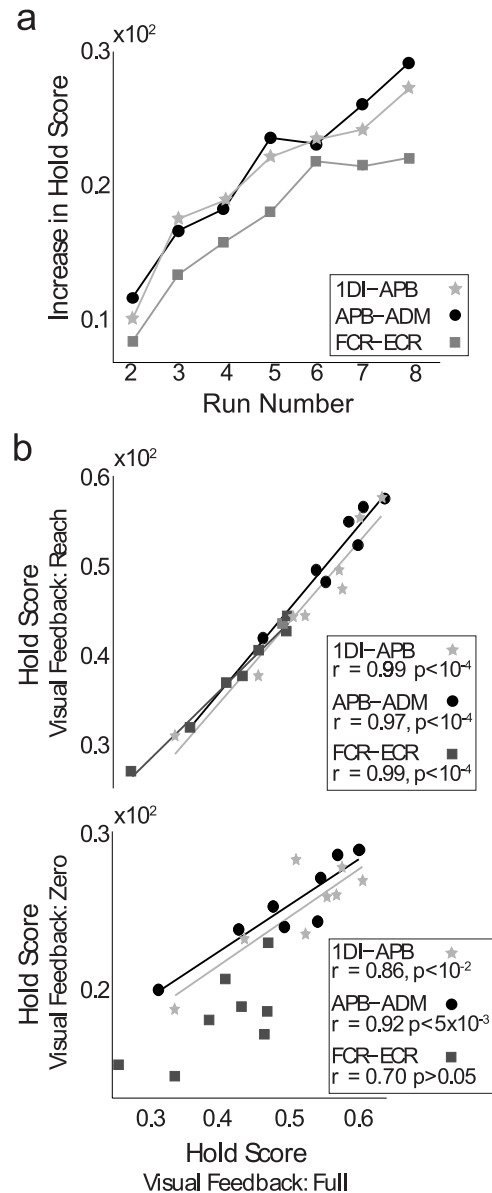 a
x10²
0.3
0.2
0.1
Increase in Hold Score
1DI-APB
APB-ADM
FCR-ECR
2 3 4 5 6 7 8
Run Number
b
x10²
0.6
0.5
0.4
0.3
Hold Score
Visual Feedback: Reach
1DI-APB
r = 0.99 p<10⁻⁴
APB-ADM
r = 0.97, p<10⁻⁴
FCR-ECR
r = 0.99, p<10⁻⁴
x10²
0.3
0.2
Hold Score
Visual Feedback: Zero
1DI-APB
r = 0.86, p<10⁻²
APB-ADM
r = 0.92 p<5x10⁻³
FCR-ECR
r = 0.70 p>0.05
0.3 0.4 0.5 0.6
Hold Score
Visual Feedback: Full